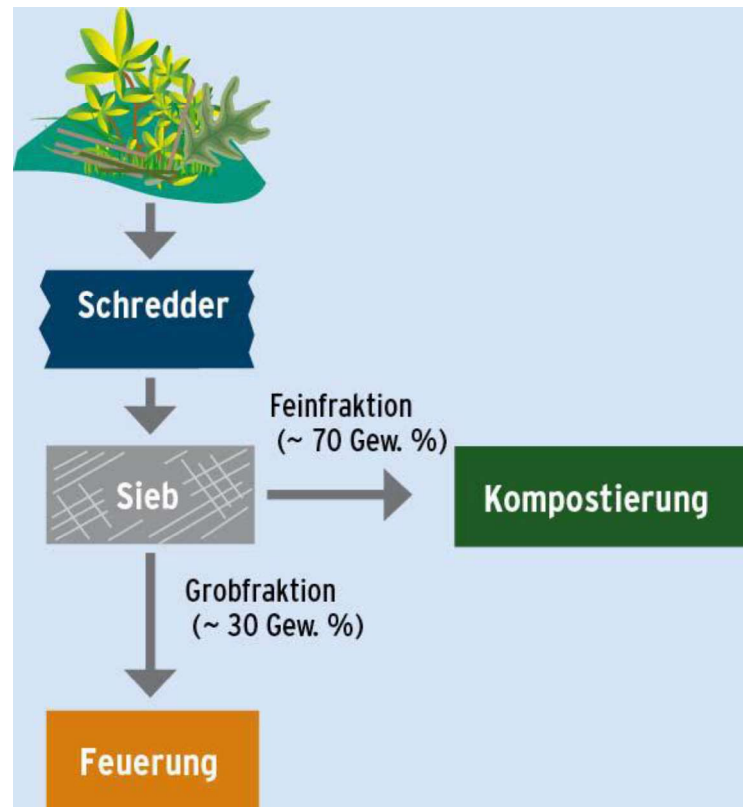 Schredder
Feinfraktion
(~ 70 Gew. %)
Sieb
Kompostierung
Grobfraktion
(~ 30 Gew. %)
Feuerung